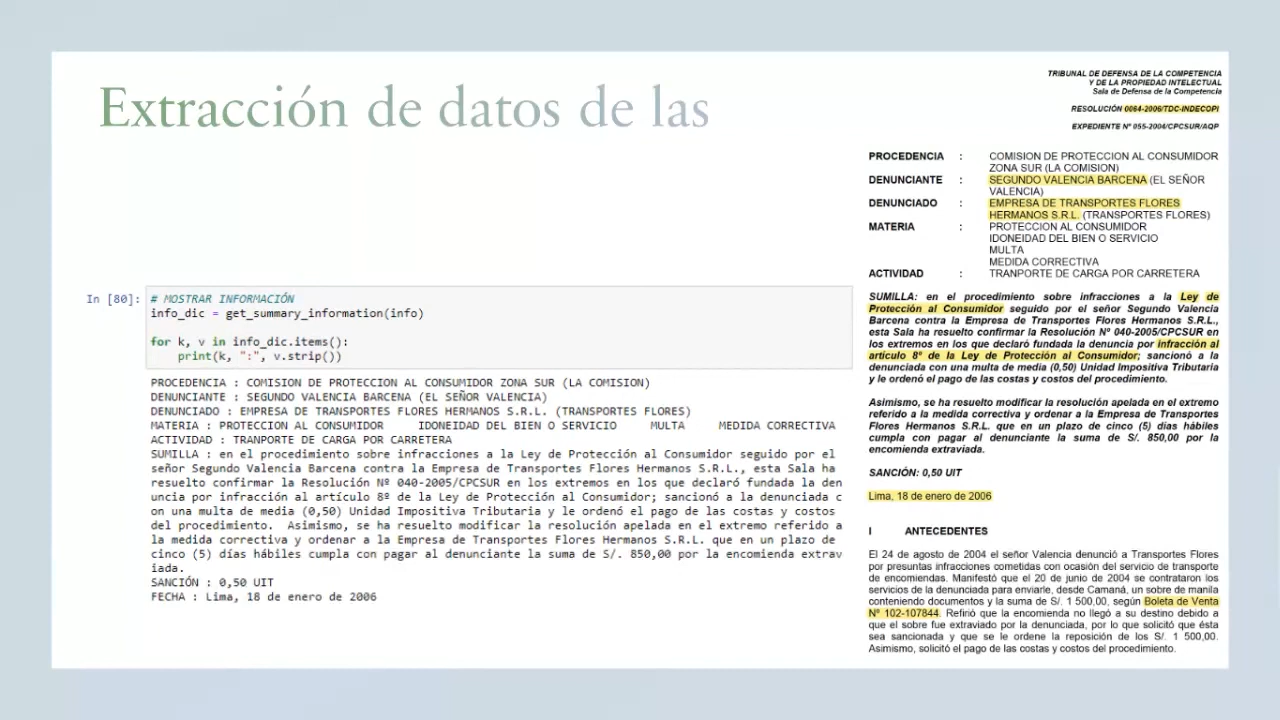 Extracción de datos de las
In [80]:
# MOSTRAR INFORMACIÓN
info_dic = get_summary_information(info)
for k, v in info_dic.items():
    print(k, ":", v.strip())
PROCEDENCIA : COMISION DE PROTECCION AL CONSUMIDOR ZONA SUR (LA COMISION)
DENUNCIANTE : SEGUNDO VALENCIA BARCENA (EL SEÑOR VALENCIA)
DENUNCIADO : EMPRESA DE TRANSPORTES FLORES HERMANOS S.R.L. (TRANSPORTES FLORES)
MATERIA : PROTECCION AL CONSUMIDOR     IDONEIDAD DEL BIEN O SERVICIO     MULTA     MEDIDA CORRECTIVA
ACTIVIDAD : TRANPORTE DE CARGA POR CARRETERA
SUMILLA : en el procedimiento sobre infracciones a la Ley de Protección al Consumidor seguido por el
señor Segundo Valencia Barcena contra la Empresa de Transportes Flores Hermanos S.R.L., esta Sala ha
resuelto confirmar la Resolución Nº 040-2005/CPCSUR en los extremos en los que declaró fundada la den
uncia por infracción al artículo 8º de la Ley de Protección al Consumidor; sancionó a la denunciada c
on una multa de media (0,50) Unidad Impositiva Tributaria y le ordenó el pago de las costas y costos
del procedimiento.  Asimismo, se ha resuelto modificar la resolución apelada en el extremo referido a
la medida correctiva y ordenar a la Empresa de Transportes Flores Hermanos S.R.L. que en un plazo de
cinco (5) días hábiles cumpla con pagar al denunciante la suma de S/. 850,00 por la encomienda extrav
iada.
SANCIÓN : 0,50 UIT
FECHA : Lima, 18 de enero de 2006
TRIBUNAL DE DEFENSA DE LA COMPETENCIA
Y DE LA PROPIEDAD INTELECTUAL
Sala de Defensa de la Competencia
RESOLUCIÓN 0064-2006/TDC-INDECOPI
EXPEDIENTE Nº 055-2004/CPCSUR/AQP
PROCEDENCIA : COMISION DE PROTECCION AL CONSUMIDOR
ZONA SUR (LA COMISION)
DENUNCIANTE : SEGUNDO VALENCIA BARCENA (EL SEÑOR
VALENCIA)
DENUNCIADO : EMPRESA DE TRANSPORTES FLORES
HERMANOS S.R.L. (TRANSPORTES FLORES)
MATERIA : PROTECCION AL CONSUMIDOR
IDONEIDAD DEL BIEN O SERVICIO
MULTA
MEDIDA CORRECTIVA
ACTIVIDAD : TRANPORTE DE CARGA POR CARRETERA
SUMILLA: en el procedimiento sobre infracciones a la Ley de
Protección al Consumidor seguido por el señor Segundo Valencia
Barcena contra la Empresa de Transportes Flores Hermanos S.R.L.,
esta Sala ha resuelto confirmar la Resolución Nº 040-2005/CPCSUR en
los extremos en los que declaró fundada la denuncia por infracción al
artículo 8º de la Ley de Protección al Consumidor; sancionó a la
denunciada con una multa de media (0,50) Unidad Impositiva Tributaria
y le ordenó el pago de las costas y costos del procedimiento.
Asimismo, se ha resuelto modificar la resolución apelada en el extremo
referido a la medida correctiva y ordenar a la Empresa de Transportes
Flores Hermanos S.R.L. que en un plazo de cinco (5) días hábiles
cumpla con pagar al denunciante la suma de S/. 850,00 por la
encomienda extraviada.
SANCIÓN: 0,50 UIT
Lima, 18 de enero de 2006
I ANTECEDENTES
El 24 de agosto de 2004 el señor Valencia denunció a Transportes Flores
por presuntas infracciones cometidas con ocasión del servicio de transporte
de encomiendas. Manifestó que el 20 de junio de 2004 se contrataron los
servicios de la denunciada para enviarle, desde Camaná, un sobre de manila
conteniendo documentos y la suma de S/. 1 500,00, según Boleta de Venta
Nº 102-107844. Refirió que la encomienda no llegó a su destino debido a
que el sobre fue extraviado por la denunciada, por lo que solicitó que ésta
sea sancionada y que se le ordene la reposición de los S/. 1 500,00.
Asimismo, solicitó el pago de las costas y costos del procedimiento.